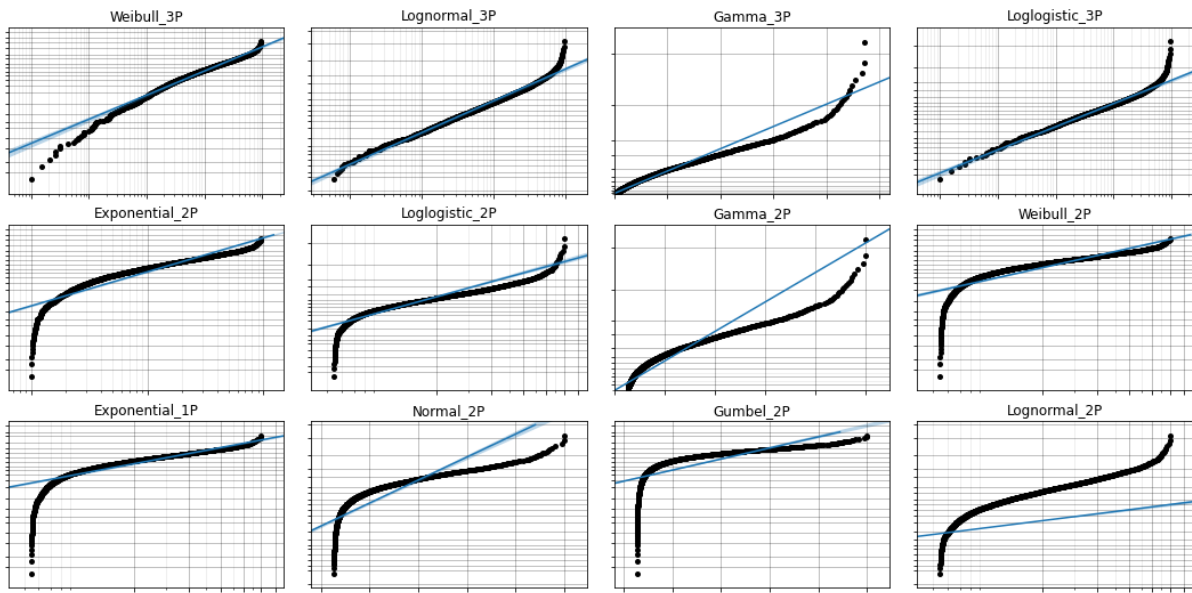 Weibull_3P
Lognormal_3P
Gamma_3P
Loglogistic_3P
Exponential_2P
Loglogistic_2P
Gamma_2P
Weibull_2P
Exponential_1P
Normal_2P
Gumbel_2P
Lognormal_2P